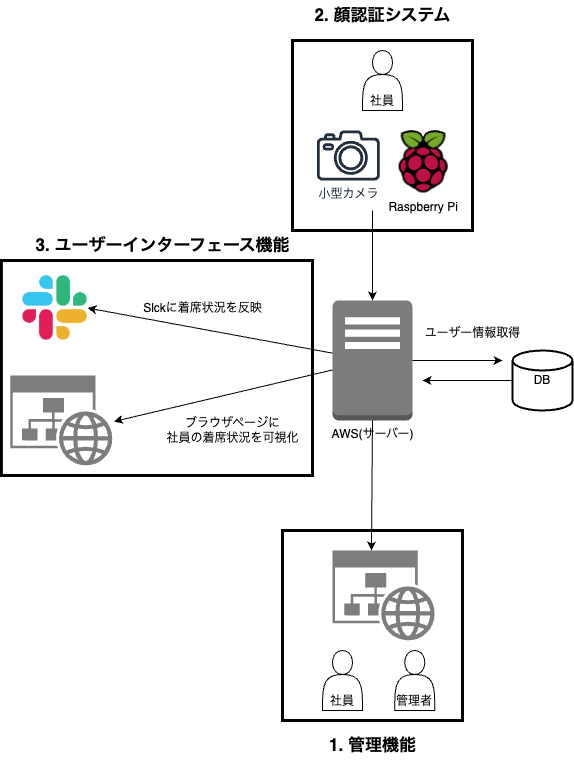 2. 顔認証システム
社員
小型カメラ
Raspberry Pi
3. ユーザーインターフェース機能
Slckに着席状況を反映
ユーザー情報取得
DB
ブラウザページに
社員の着席状況を可視化
AWS(サーバー)
社員
管理者
1. 管理機能